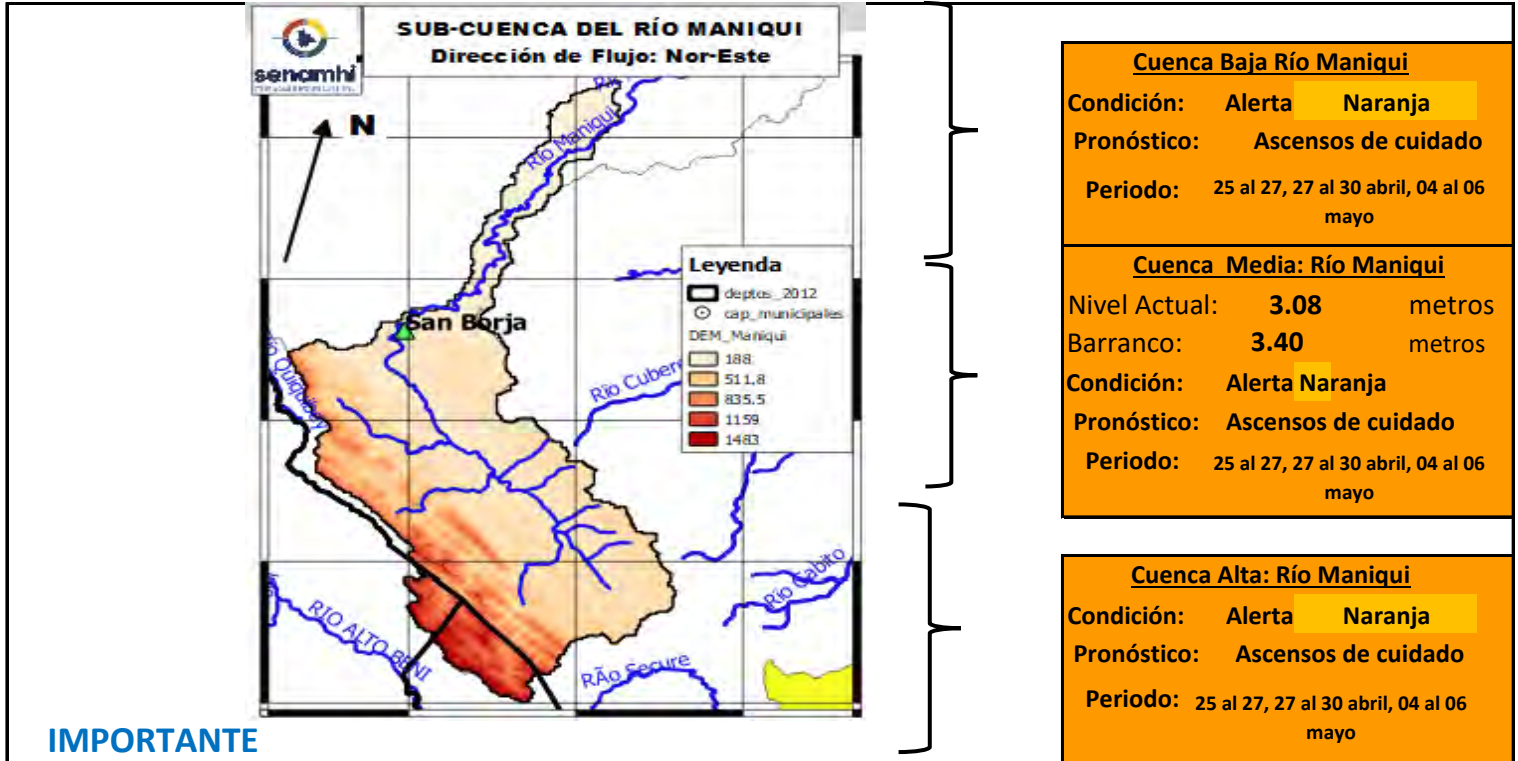 SUB-CUENCA DEL RÍO MANIQUI
Dirección de Flujo: Nor-Este
senamhi
N
Río Maniqui
San Borja
Río Quiquibey
Río Cubere
Río Cabito
RIO ALTO BENI
RÃo Secure
Leyenda
deptos_2012
cap_municipales
DEM_Maniqui
188
511.8
835.5
1159
1483
IMPORTANTE
Cuenca Baja Río Maniqui
Condición: Alerta Naranja
Pronóstico: Ascensos de cuidado
Periodo: 25 al 27, 27 al 30 abril, 04 al 06
mayo
Cuenca Media: Río Maniqui
Nivel Actual: 3.08 metros
Barranco: 3.40 metros
Condición: Alerta Naranja
Pronóstico: Ascensos de cuidado
Periodo: 25 al 27, 27 al 30 abril, 04 al 06
mayo
Cuenca Alta: Río Maniqui
Condición: Alerta Naranja
Pronóstico: Ascensos de cuidado
Periodo: 25 al 27, 27 al 30 abril, 04 al 06
mayo